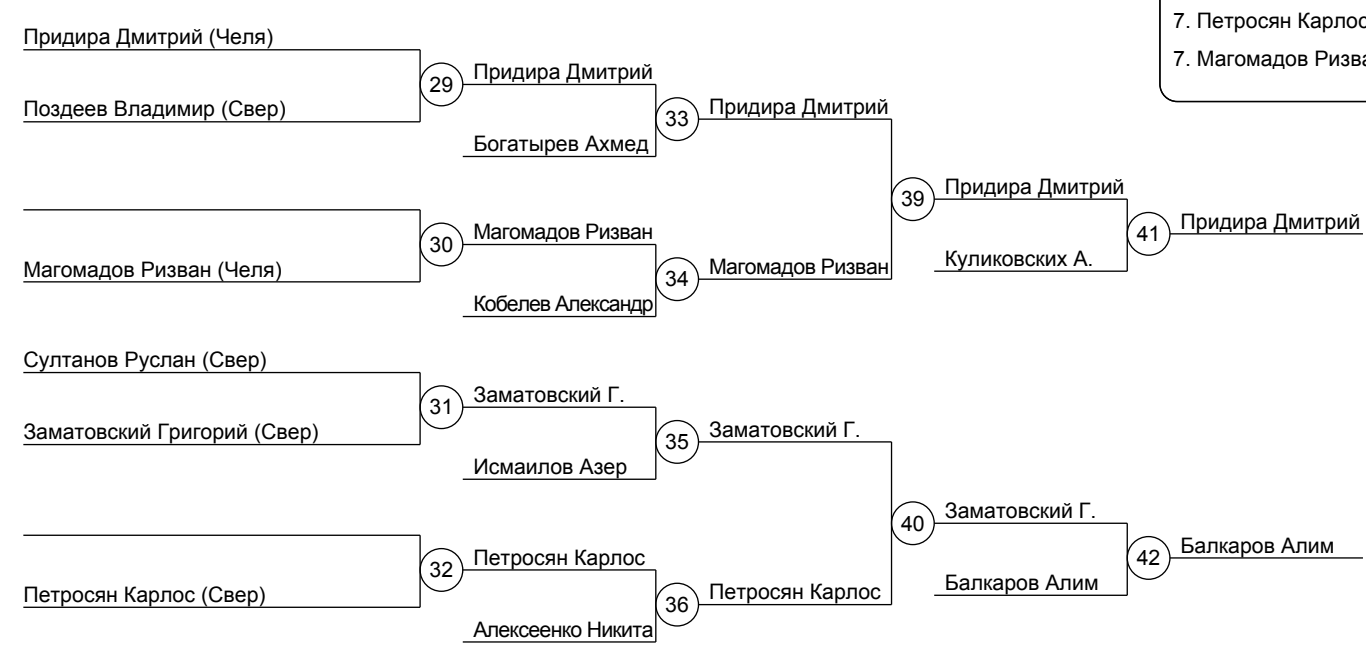 7. Петросян Карлос
Придира Дмитрий (Челя)
7. Магомадов Ризва
29
Придира Дмитрий
Поздеев Владимир (Свер)
33
Придира Дмитрий
Богатырев Ахмед
39
Придира Дмитрий
30
Магомадов Ризван
41
Придира Дмитрий
Магомадов Ризван (Челя)
34
Магомадов Ризван
Куликовских А.
Кобелев Александр
Султанов Руслан (Свер)
31
Заматовский Г.
Заматовский Григорий (Свер)
35
Заматовский Г.
Исмаилов Азер
40
Заматовский Г.
32
Петросян Карлос
42
Балкаров Алим
Петросян Карлос (Свер)
36
Петросян Карлос
Балкаров Алим
Алексеенко Никита